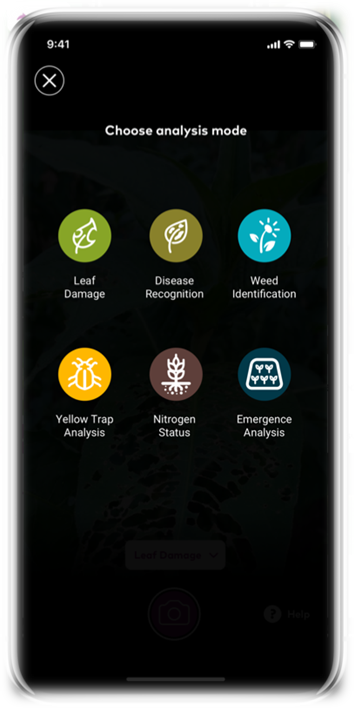 9:41
Choose analysis mode
Leaf
Damage
Disease
Recognition
Weed
Identification
Yellow Trap
Analysis
Nitrogen
Status
Emergence
Analysis
Leaf Damage
? Help